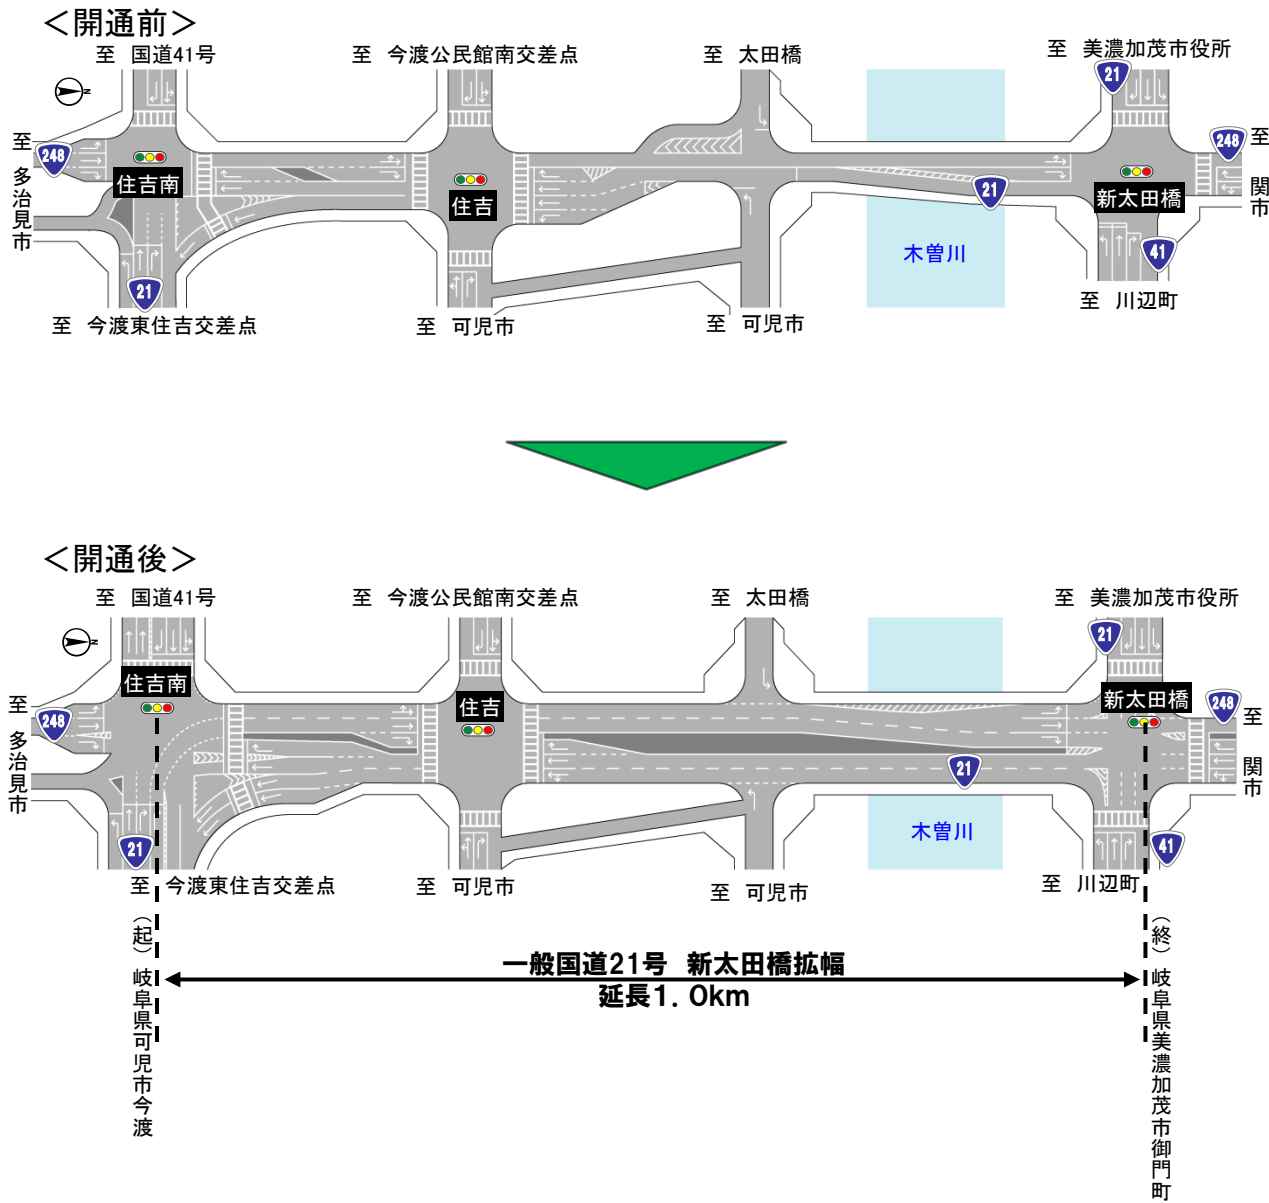 ＜開通前＞
至　国道41号
至　今渡公民館南交差点
至　太田橋
至　美濃加茂市役所
21
N
至　多治見市
248
住吉南
住吉
21
新太田橋
248
至　関市
木曽川
41
21
至　今渡東住吉交差点
至　可児市
至　可児市
至　川辺町
＜開通後＞
至　国道41号
至　今渡公民館南交差点
至　太田橋
至　美濃加茂市役所
21
N
至　多治見市
248
住吉南
住吉
新太田橋
248
至　関市
21
木曽川
21
41
至　今渡東住吉交差点
至　可児市
至　可児市
至　川辺町
（起）岐阜県可児市今渡
一般国道21号　新太田橋拡幅
延長1．0km
（終）岐阜県美濃加茂市御門町